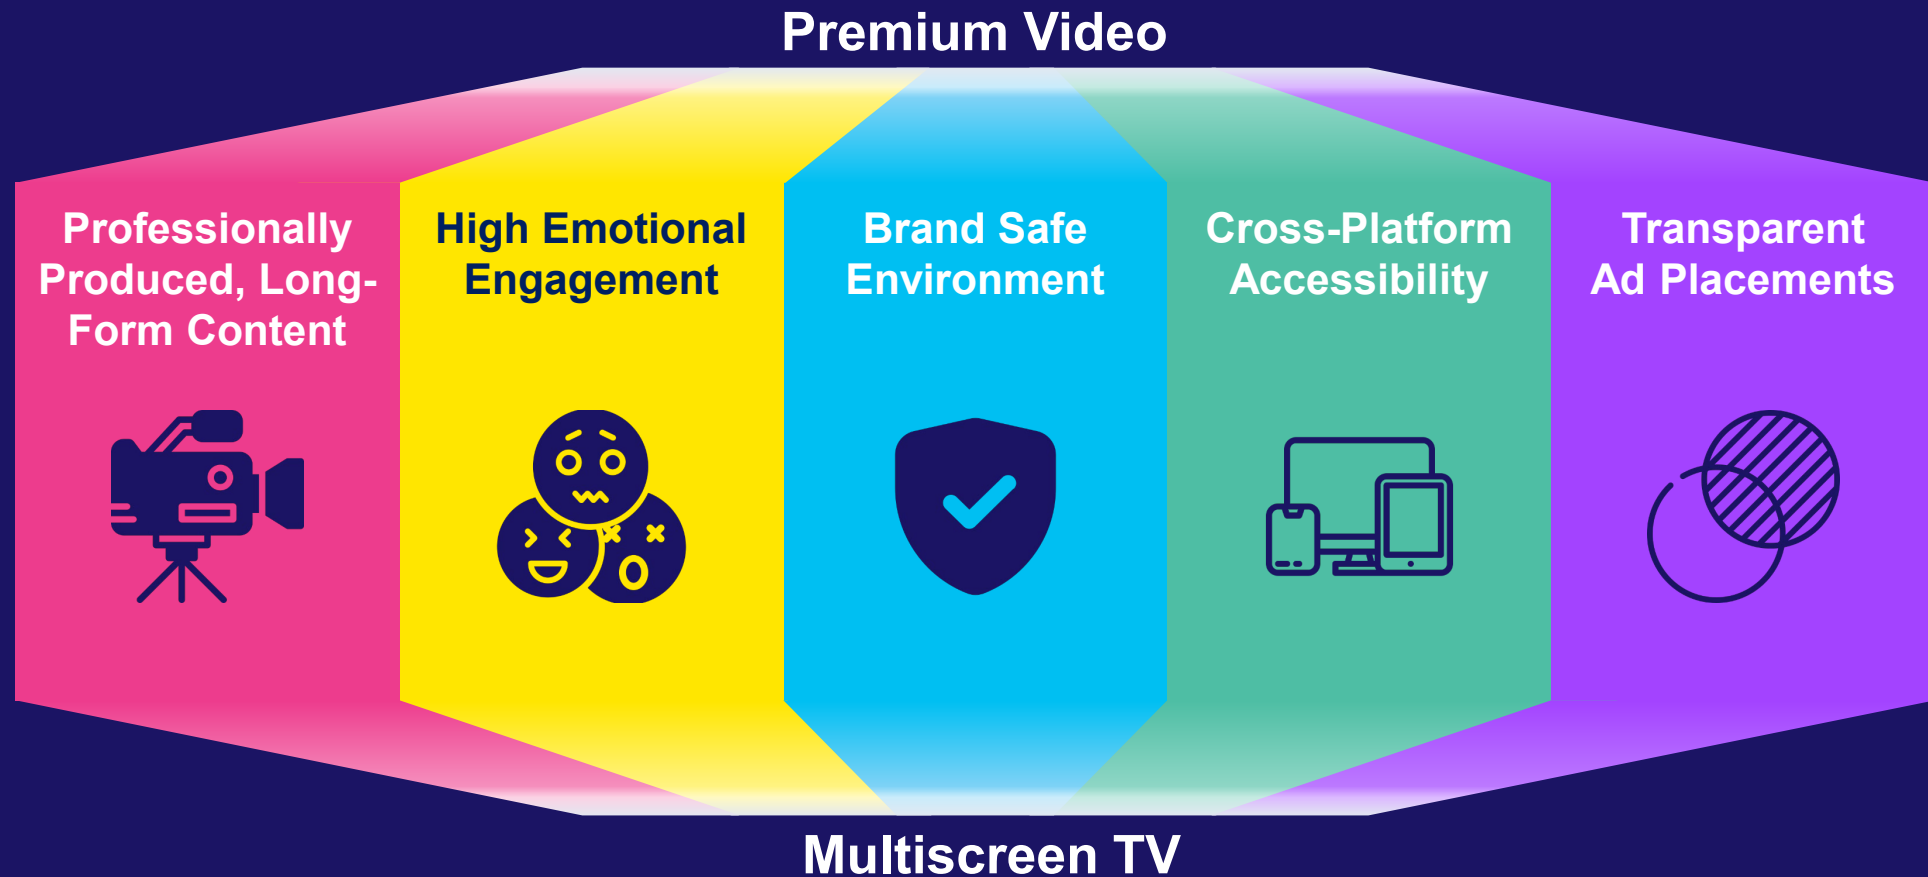 Premium Video
Professionally
Produced, Long-
Form Content
High Emotional
Engagement
Brand Safe
Environment
Cross-Platform
Accessibility
Transparent
Ad Placements
Multiscreen TV